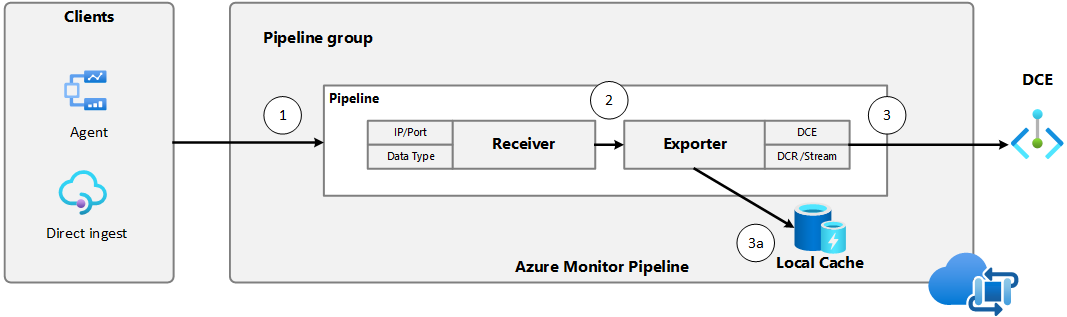 Clients
Agent
Direct ingest
Pipeline group
Pipeline
1
IP/Port
Data Type
Receiver
2
Exporter
DCE
DCR /Stream
3
DCE
3a
Local Cache
Azure Monitor Pipeline